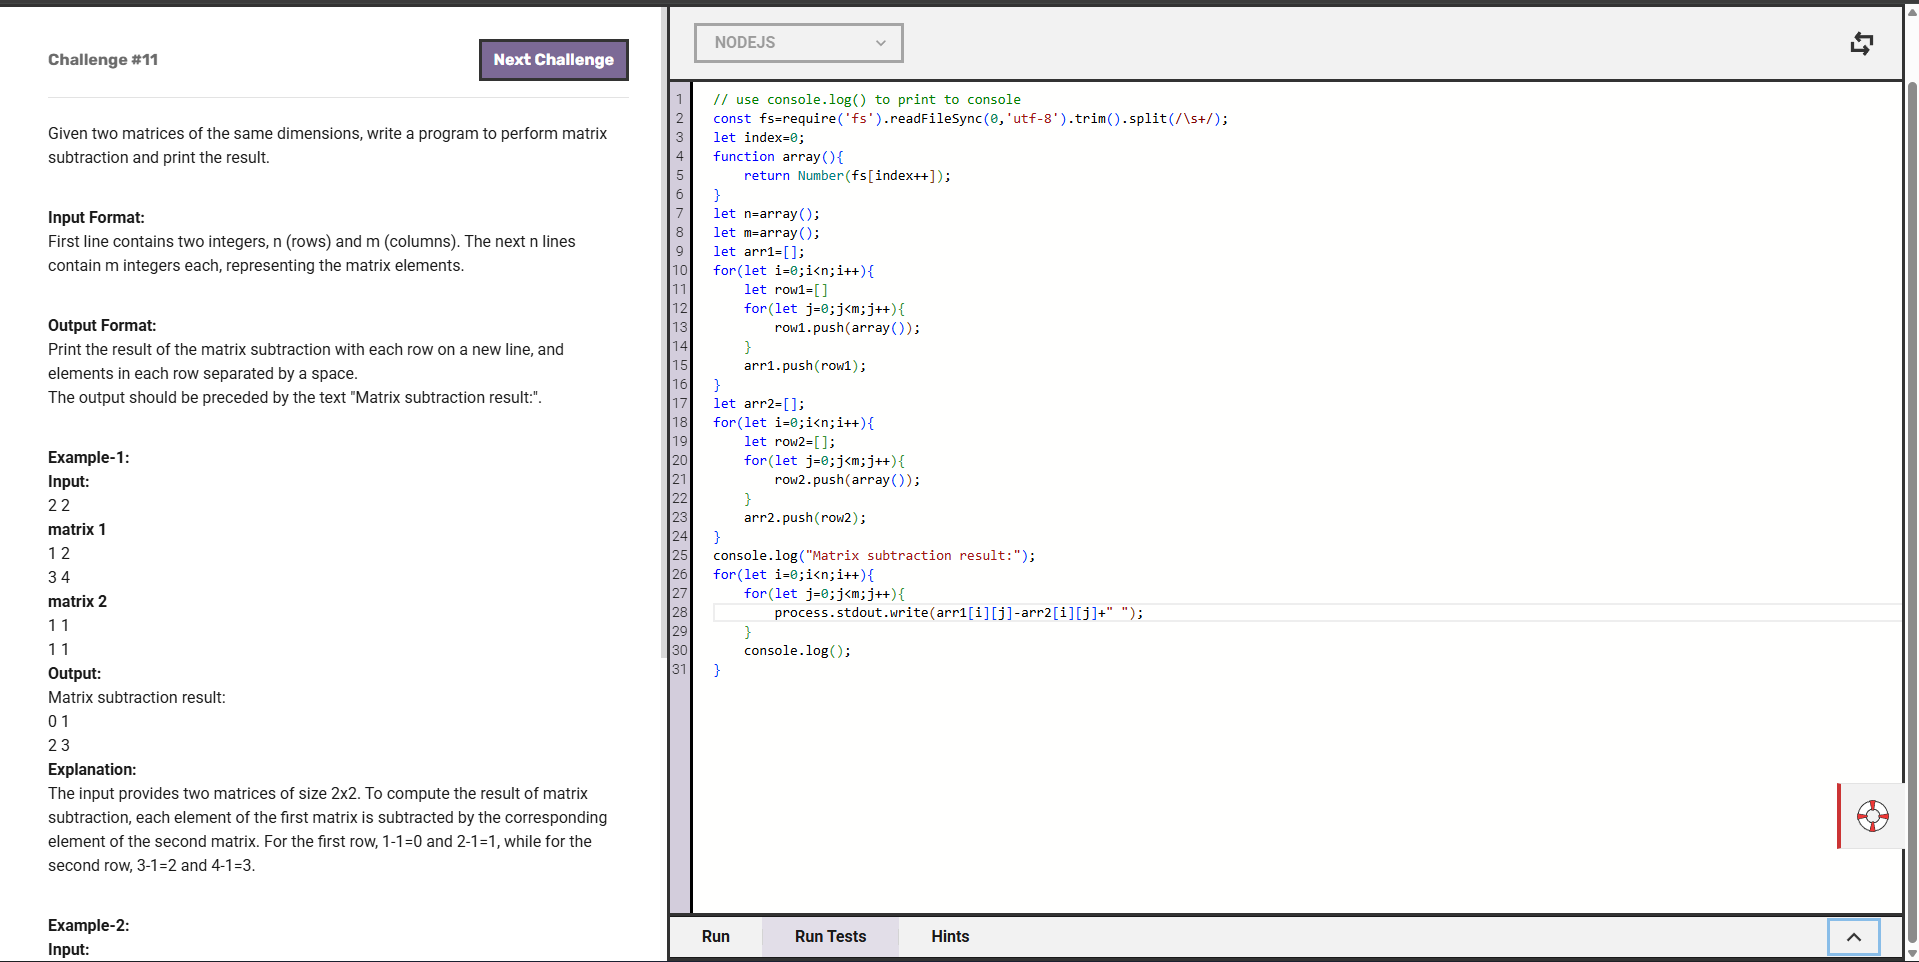 Challenge #11
Next Challenge
Given two matrices of the same dimensions, write a program to perform matrix
subtraction and print the result.
Input Format:
First line contains two integers, n (rows) and m (columns). The next n lines
contain m integers each, representing the matrix elements.
Output Format:
Print the result of the matrix subtraction with each row on a new line, and
elements in each row separated by a space.
The output should be preceded by the text "Matrix subtraction result:".
Example-1:
Input:
2 2
matrix 1
1 2
3 4
matrix 2
1 1
1 1
Output:
Matrix subtraction result:
0 1
2 3
Explanation:
The input provides two matrices of size 2x2. To compute the result of matrix
subtraction, each element of the first matrix is subtracted by the corresponding
element of the second matrix. For the first row, 1-1=0 and 2-1=1, while for the
second row, 3-1=2 and 4-1=3.
Example-2:
Input:
NODEJS
1 // use console.log() to print to console
2 const fs=require('fs').readFileSync(0,'utf-8').trim().split(/\s+/);
3 let index=0;
4 function array(){
5     return Number(fs[index++]);
6 }
7 let n=array();
8 let m=array();
9 let arr1=[];
10 for(let i=0;i<n;i++){
11     let row1=[]
12     for(let j=0;j<m;j++){
13         row1.push(array());
14     }
15     arr1.push(row1);
16 }
17 let arr2=[];
18 for(let i=0;i<n;i++){
19     let row2=[];
20     for(let j=0;j<m;j++){
21         row2.push(array());
22     }
23     arr2.push(row2);
24 }
25 console.log("Matrix subtraction result:");
26 for(let i=0;i<n;i++){
27     for(let j=0;j<m;j++){
28         process.stdout.write(arr1[i][j]-arr2[i][j]+" ");
29     }
30     console.log();
31 }
Run
Run Tests
Hints